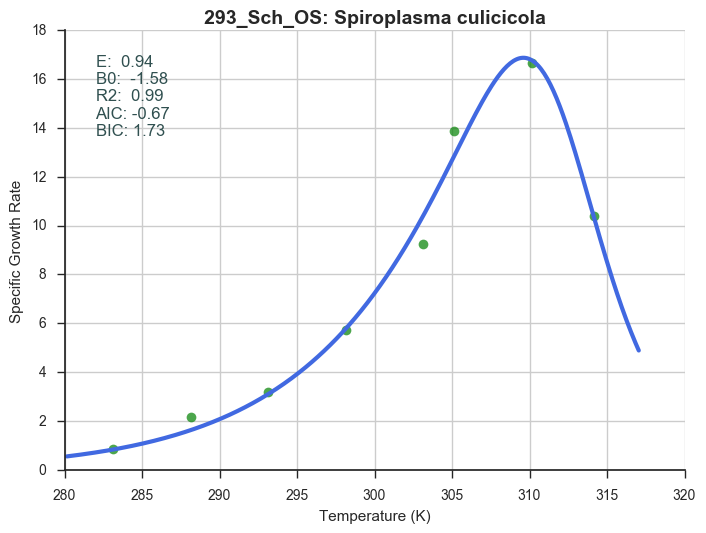 293_Sch_OS: Spiroplasma culicicola
E:  0.94
B0:  -1.58
R2:  0.99
AIC: -0.67
BIC: 1.73
Specific Growth Rate
18
16
14
12
10
8
6
4
2
0
280 285 290 295 300 305 310 315 320
Temperature (K)